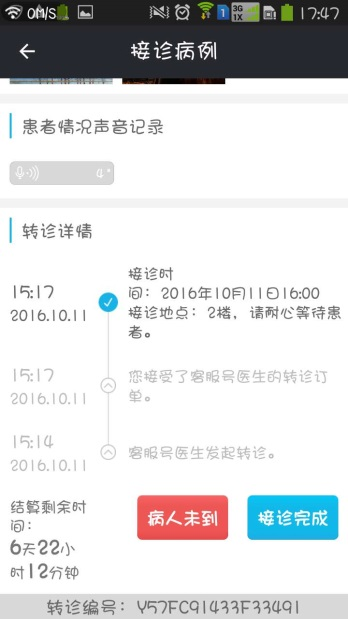 0M/S
1
3G
1X
17:47
接诊病例
患者情况声音记录
4"
转诊详情
接诊时
15:17
间：2016年10月11日16:00
2016.10.11
接诊地点：2楼，请耐心等待患
者。
15:17
您接受了客服号医生的转诊订
2016.10.11
单。
15:14
客服号医生发起转诊。
2016.10.11
结算剩余时
间：
6天22小
时12分钟
病人未到
接诊完成
转诊编号：Y57FC91433F33491